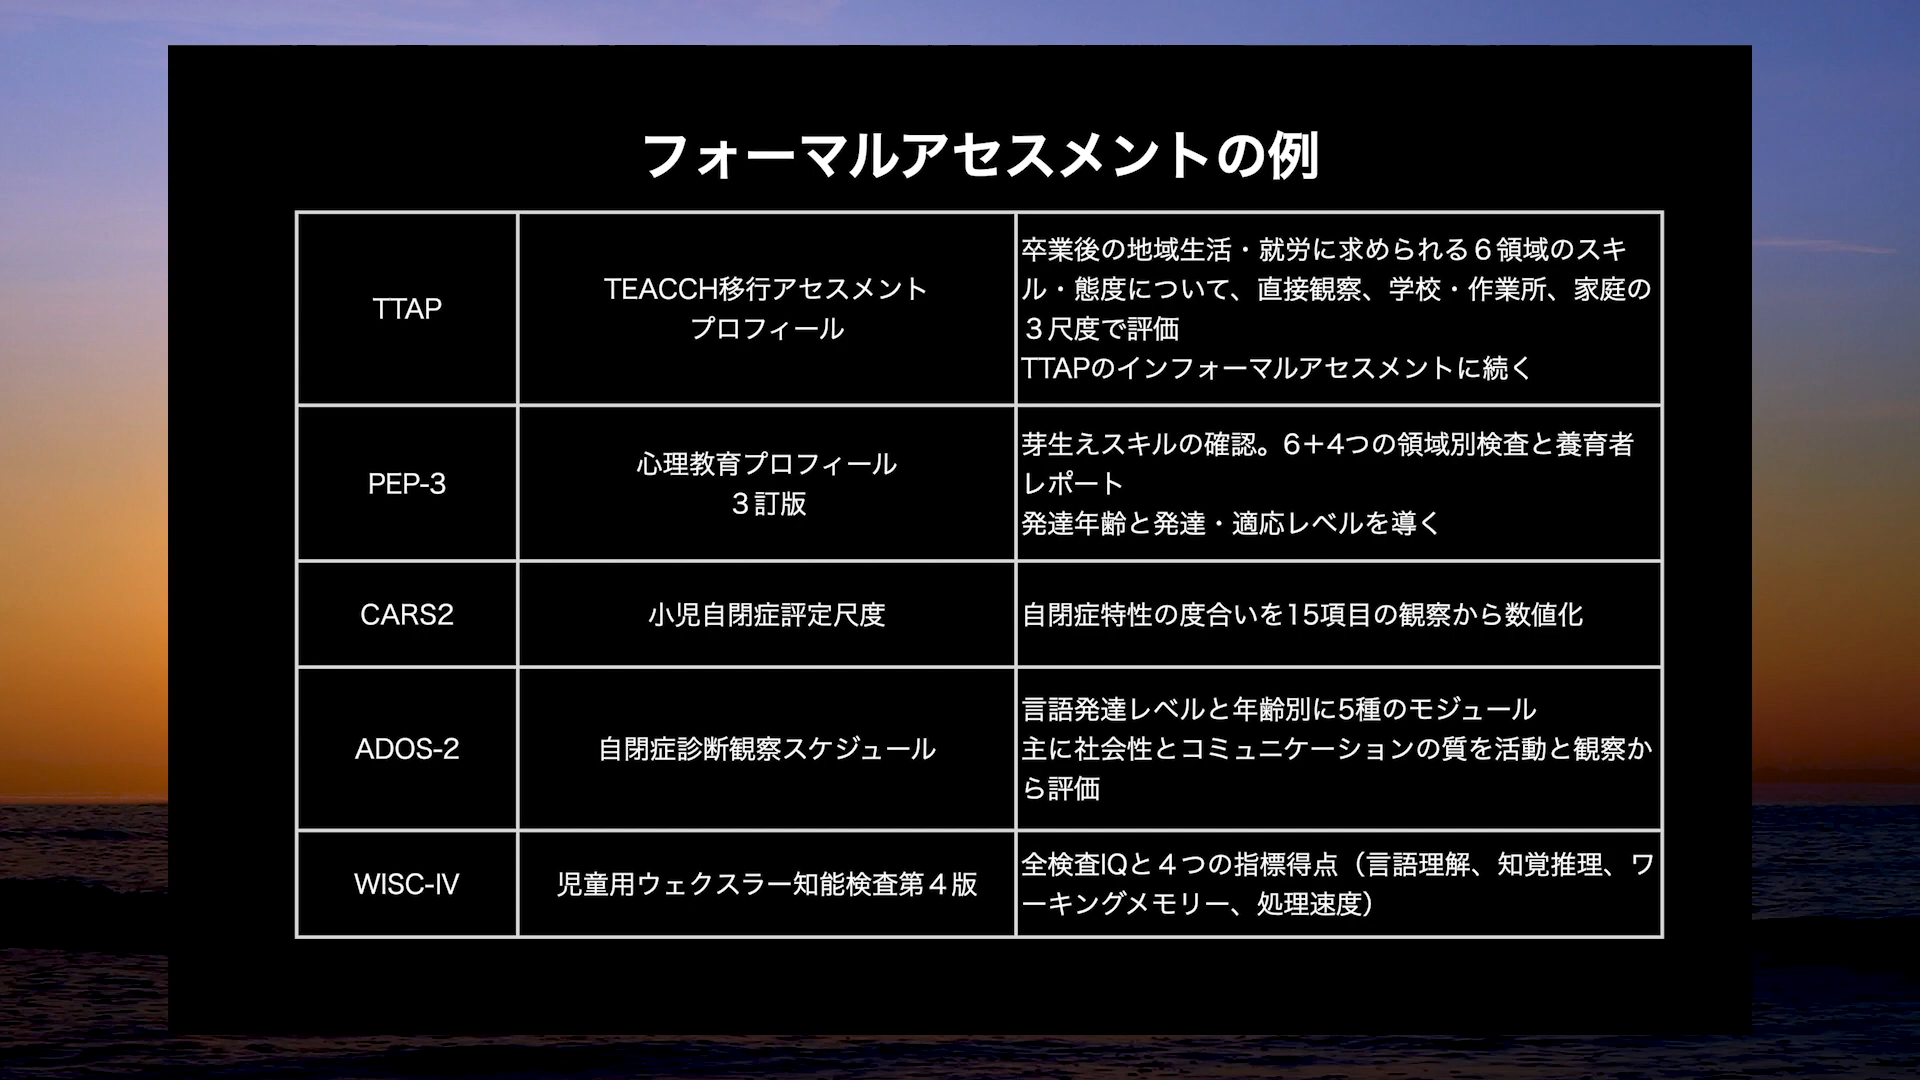 フォーマルアセスメントの例
TTAP
TEACCH移行アセスメント
プロフィール
卒業後の地域生活・就労に求められる６領域のスキ
ル・態度について、直接観察、学校・作業所、家庭の
３尺度で評価
TTAPのインフォーマルアセスメントに続く
PEP-3
心理教育プロフィール
３訂版
芽生えスキルの確認。6＋4つの領域別検査と養育者
レポート
発達年齢と発達・適応レベルを導く
CARS2
小児自閉症評定尺度
自閉症特性の度合いを15項目の観察から数値化
ADOS-2
自閉症診断観察スケジュール
言語発達レベルと年齢別に5種のモジュール
主に社会性とコミュニケーションの質を活動と観察か
ら評価
WISC-IV
児童用ウェクスラー知能検査第４版
全検査IQと４つの指標得点（言語理解、知覚推理、ワ
ーキングメモリー、処理速度）